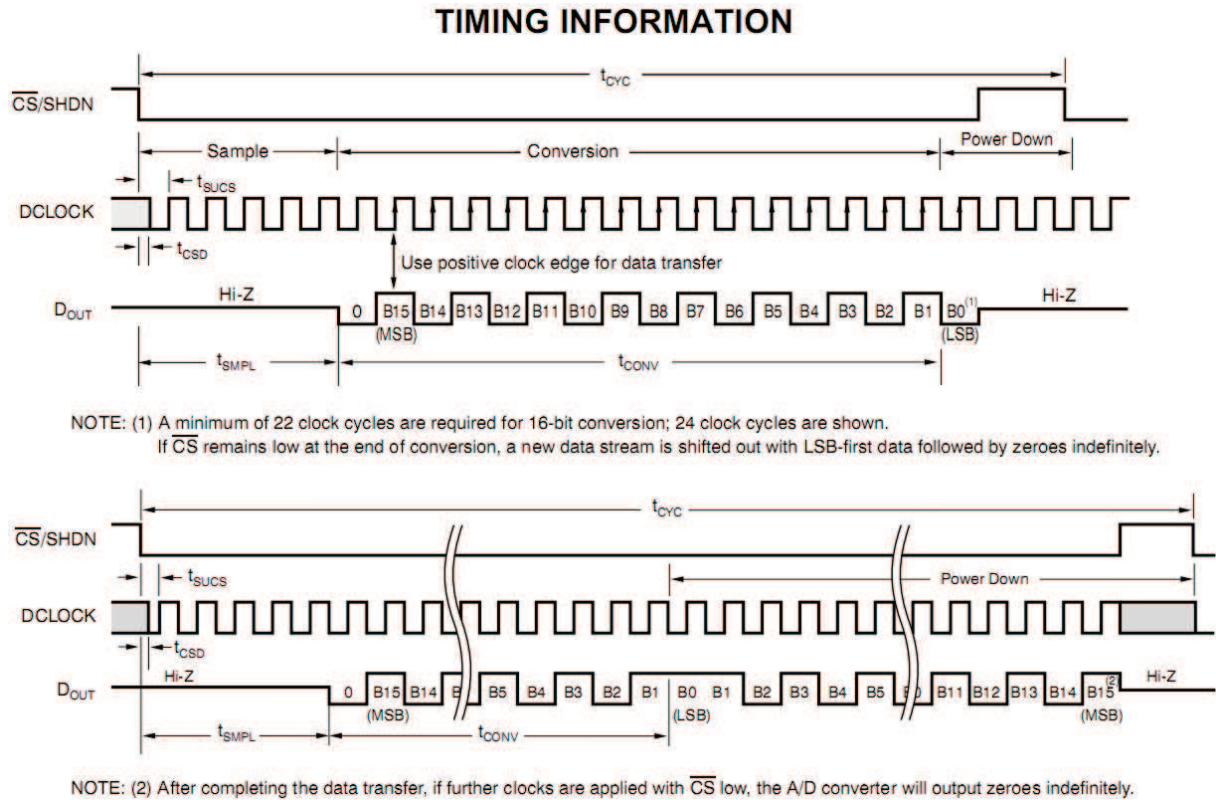 TIMING INFORMATION
tCYC
CS/SHDN
Sample
Conversion
Power Down
tSUCS
DCLOCK
tCSD
Use positive clock edge for data transfer
Hi-Z
Hi-Z
DOUT
0 B15 B14 B13 B12 B11 B10 B9 B8 B7 B6 B5 B4 B3 B2 B1 B0(1)
(MSB) (LSB)
tSMPL
tCONV
NOTE: (1) A minimum of 22 clock cycles are required for 16-bit conversion; 24 clock cycles are shown.
If CS remains low at the end of conversion, a new data stream is shifted out with LSB-first data followed by zeroes indefinitely.
tCYC
CS/SHDN
tSUCS
Power Down
DCLOCK
tCSD
Hi-Z
Hi-Z
DOUT
0 B15 B14 B5 B4 B3 B2 B1 B0 B1 B2 B3 B4 B5 B11 B12 B13 B14 B15(2)
(MSB) (LSB) (MSB)
tSMPL
tCONV
NOTE: (2) After completing the data transfer, if further clocks are applied with CS low, the A/D converter will output zeroes indefinitely.